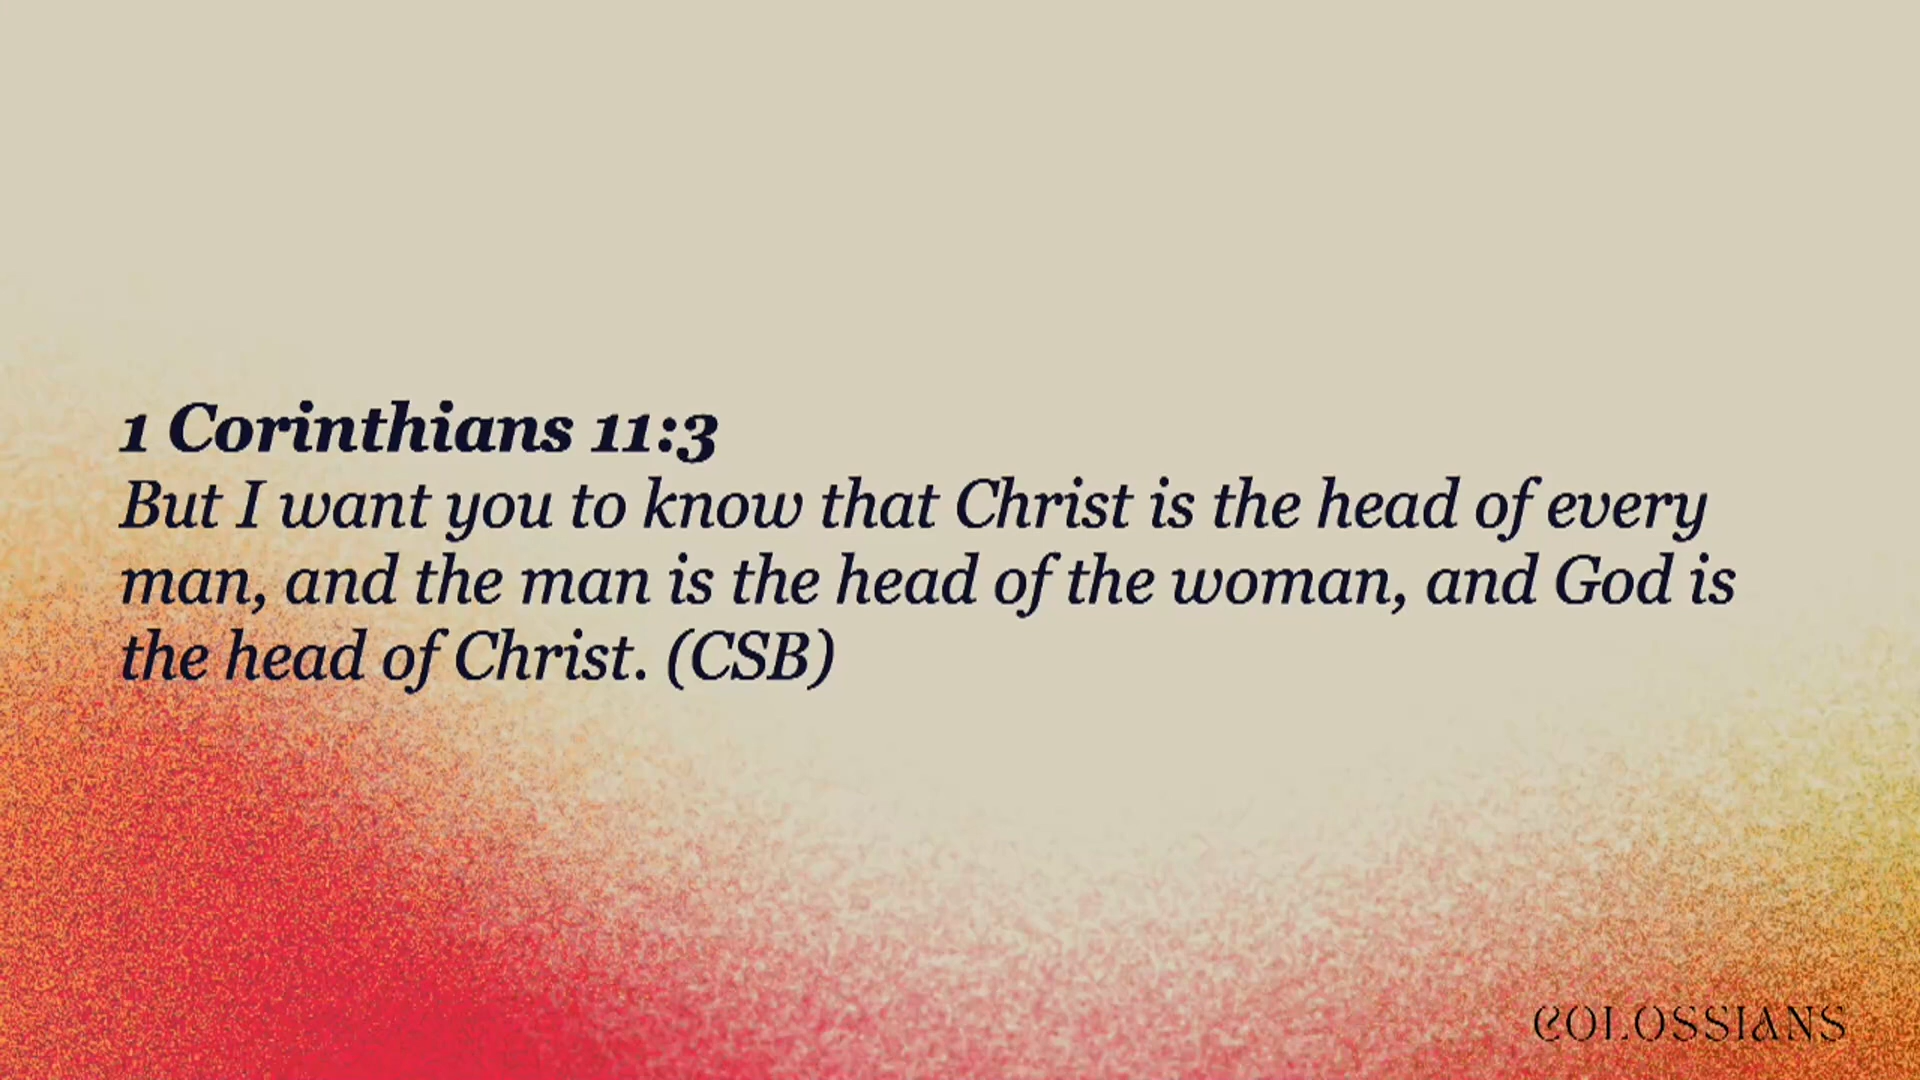 1 Corinthians 11:3
But I want you to know that Christ is the head of every
man, and the man is the head of the woman, and God is
the head of Christ. (CSB)
COLOSSIANS